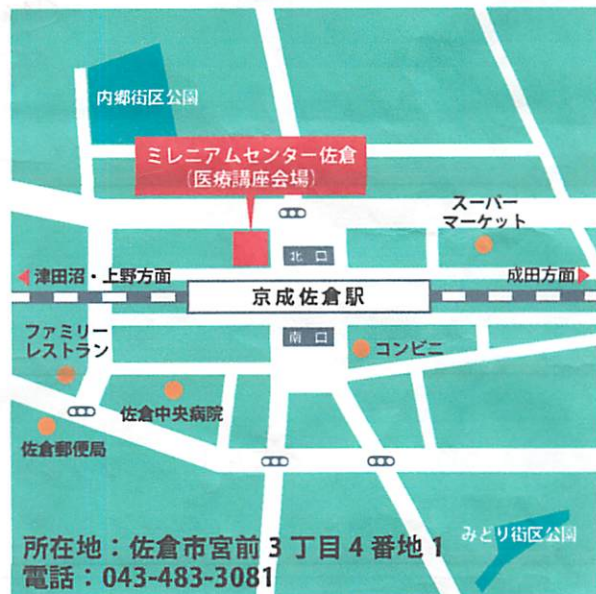 内郷街区公園
ミレニアムセンター佐倉
(医療講座会場)
スーパー
マーケット
北口
津田沼・上野方面
成田方面
京成佐倉駅
ファミリー
レストラン
南口
コンビニ
佐倉中央病院
佐倉郵便局
みどり街区公園
所在地:佐倉市宮前3丁目4番地1
電話:043-483-3081